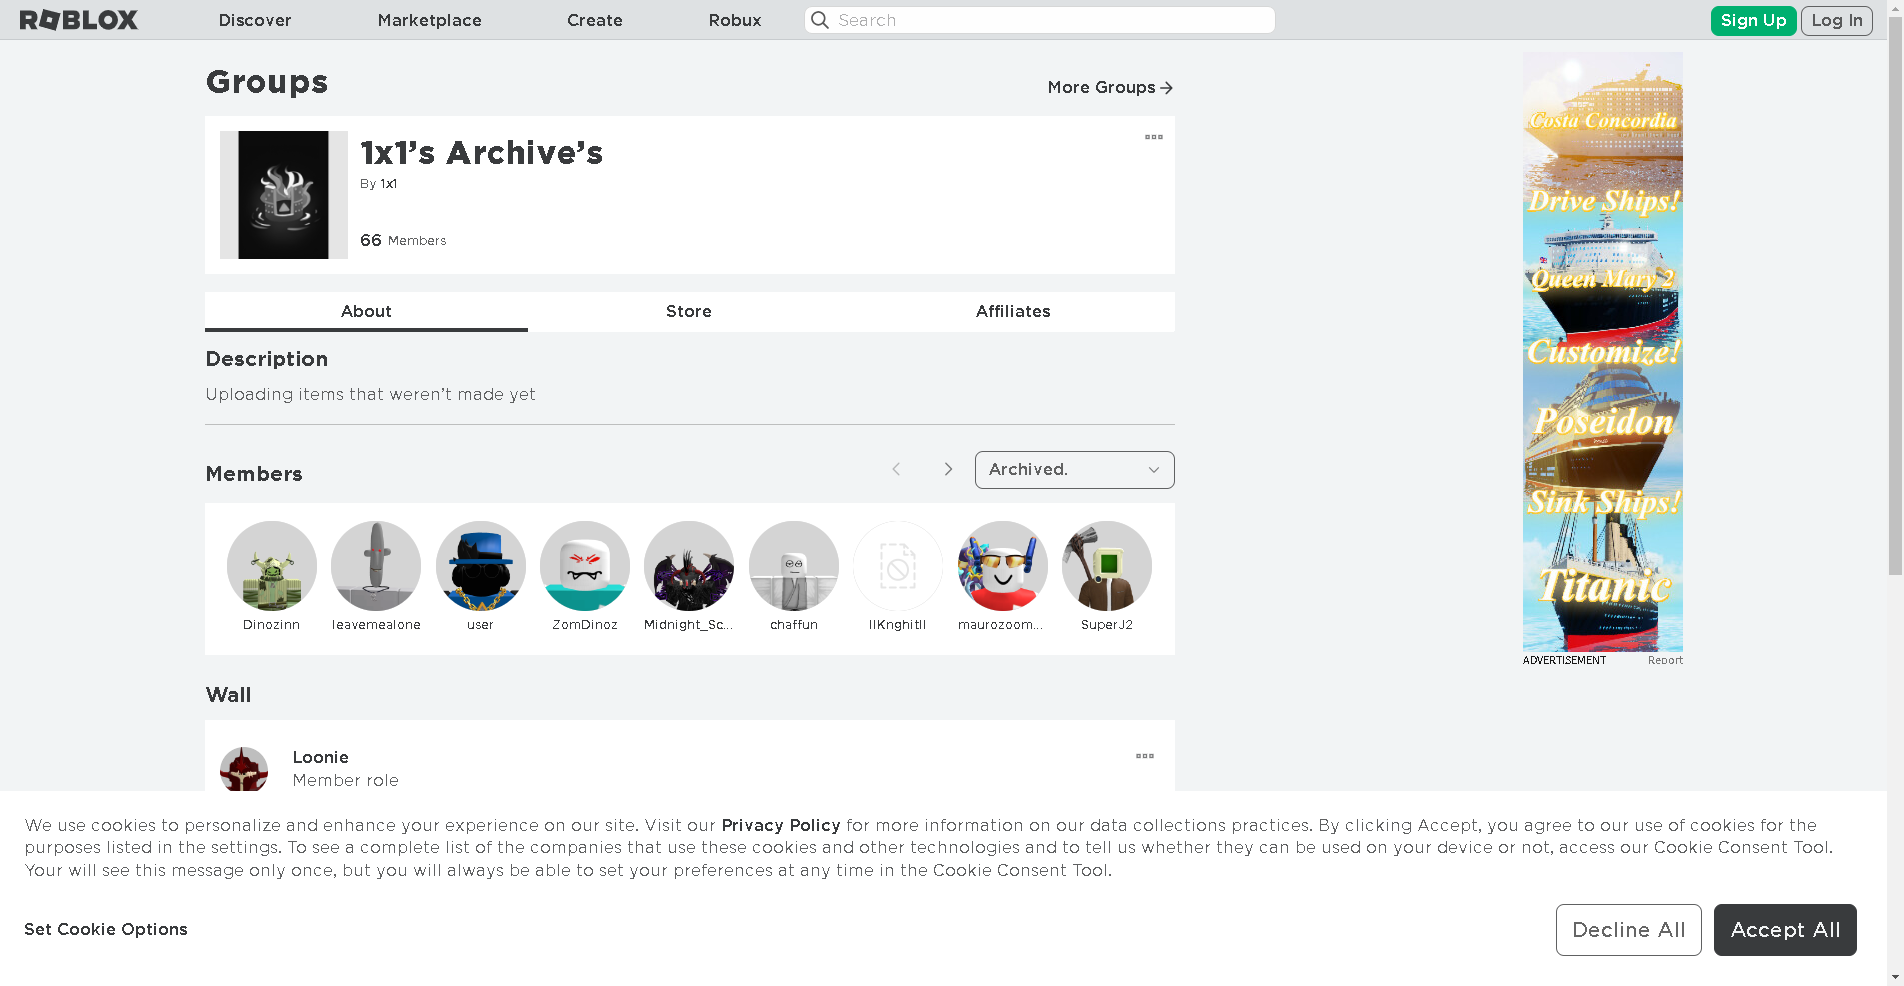 ROBLOX
Discover
Marketplace
Create
Robux
Search
Sign Up
Log In
Groups
More Groups
1x1's Archive's
By 1x1
66 Members
About
Store
Affiliates
Description
Uploading items that weren't made yet
Members
Archived.
Dinozinn
leavemealone
user
ZomDinoz
Midnight_Sc...
chaffun
maurozoom...
SuperJ2
Wall
Loonie
Member role
Costa Concordia
Drive Ships!
Queen Mary 2
Customize!
Poseidon
Sink Ships!
Titanic
ADVERTISEMENT
Report
We use cookies to personalize and enhance your experience on our site. Visit our Privacy Policy for more information on our data collections practices. By clicking Accept, you agree to our use of cookies for the
purposes listed in the settings. To see a complete list of the companies that use these cookies and other technologies and to tell us whether they can be used on your device or not, access our Cookie Consent Tool.
Your will see this message only once, but you will always be able to set your preferences at any time in the Cookie Consent Tool.
Set Cookie Options
Decline All
Accept All